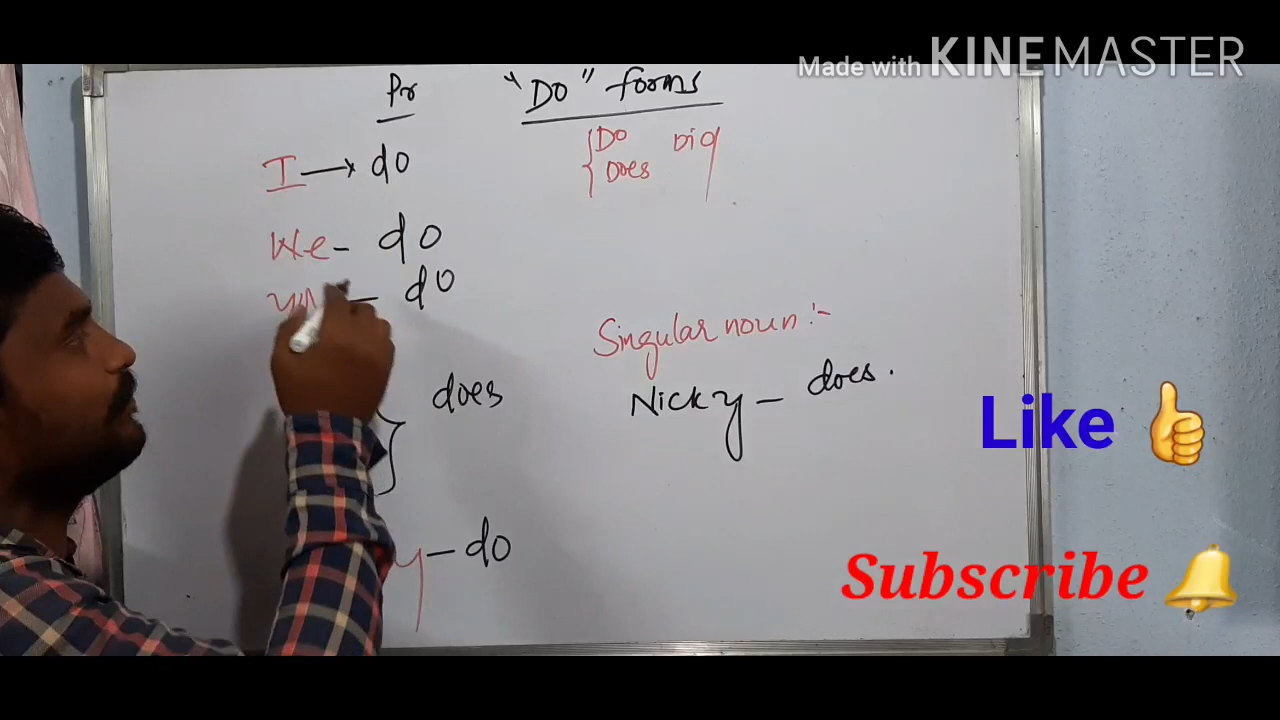 Made with KINEMASTER
Pr "Do" forms
I → do
Do Did
Does
We - do
— do
Singular noun :-
does
Nicky - does.
Like
y - do
Subscribe